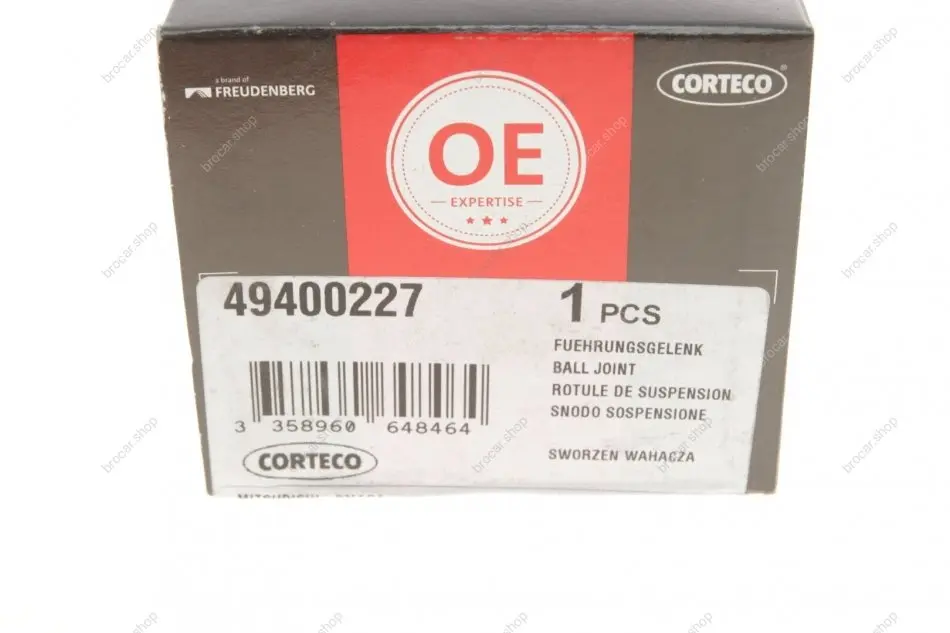 a brand of
FREUDENBERG
CORTECO®
OE
EXPERTISE
49400227
1 PCS
FUEHRUNGSGELENK
BALL JOINT
ROTULE DE SUSPENSION
SNODO SOSPENSIONE
SWORZEN WAHACZA
3 358960 648464
CORTECO
brocar.shop